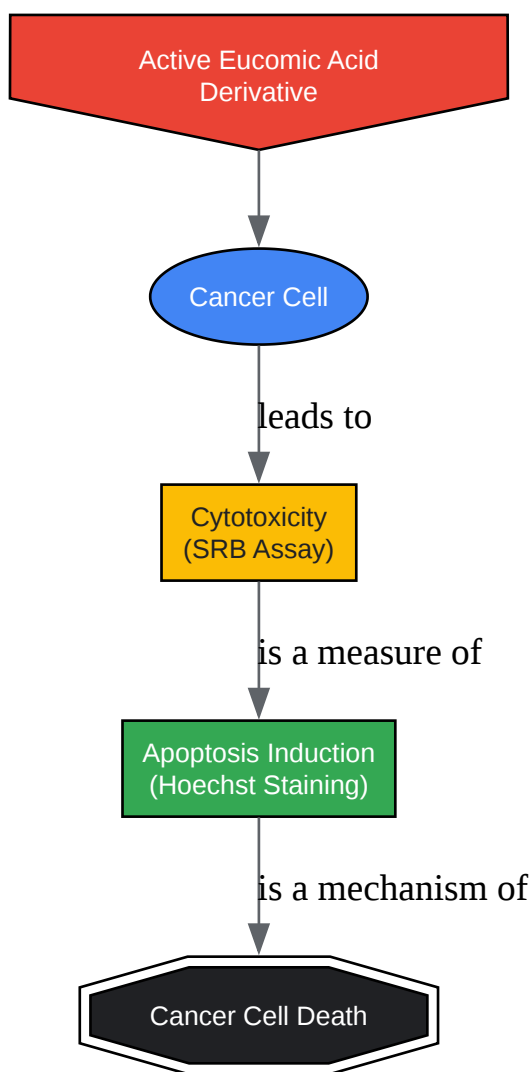 Active Eucomic Acid
Derivative
Cancer Cell
leads to
Cytotoxicity
(SRB Assay)
is a measure of
Apoptosis Induction
(Hoechst Staining)
is a mechanism of
Cancer Cell Death